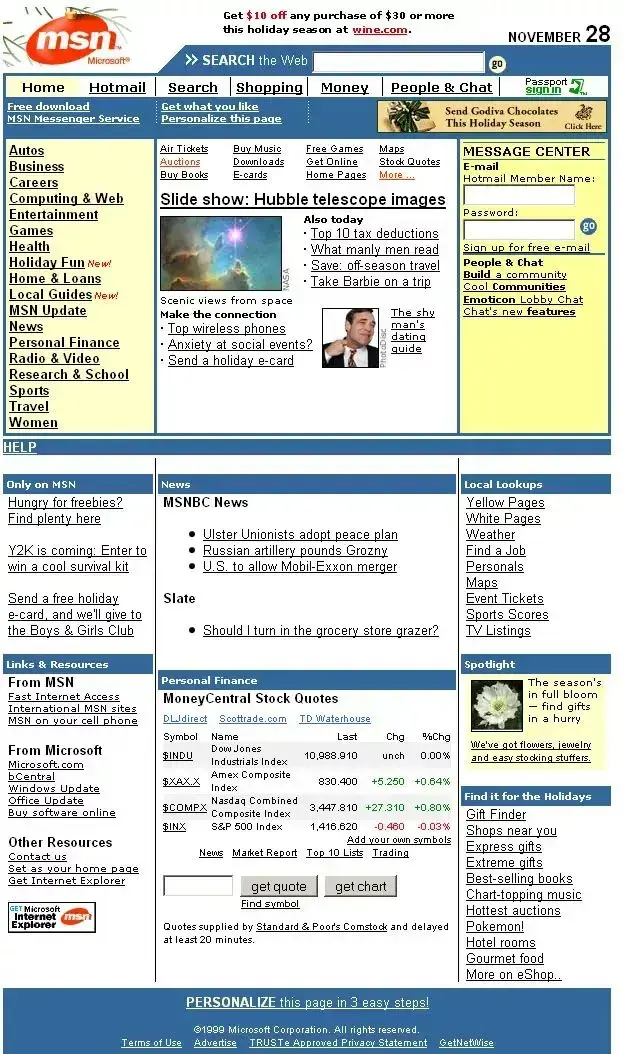 Get $10 off any purchase of $30 or more
this holiday season at wine.com.
NOVEMBER 28
msn
Microsoft®
>> SEARCH the Web
go
Home Hotmail Search Shopping Money People & Chat Passport
sign in
Free download
MSN Messenger Service
Get what you like
Personalize this page
Send Godiva Chocolates
This Holiday Season
Click Here
Autos
Business
Careers
Computing & Web
Entertainment
Games
Health
Holiday Fun New!
Home & Loans
Local Guides New!
MSN Update
News
Personal Finance
Radio & Video
Research & School
Sports
Travel
Women
Air Tickets Buy Music Free Games Maps
Auctions Downloads Get Online Stock Quotes
Buy Books E-cards Home Pages More ...
Slide show: Hubble telescope images
NASA
Scenic views from space
Also today
· Top 10 tax deductions
· What manly men read
· Save: off-season travel
· Take Barbie on a trip
Make the connection
· Top wireless phones
· Anxiety at social events?
· Send a holiday e-card
PhotoDisc
The shy
man's
dating
guide
MESSAGE CENTER
E-mail
Hotmail Member Name:
Password:
go
Sign up for free e-mail
People & Chat
Build a community
Cool Communities
Emoticon Lobby Chat
Chat's new features
HELP
Only on MSN
Hungry for freebies?
Find plenty here
Y2K is coming: Enter to
win a cool survival kit
Send a free holiday
e-card, and we'll give to
the Boys & Girls Club
Links & Resources
From MSN
Fast Internet Access
International MSN sites
MSN on your cell phone
From Microsoft
Microsoft.com
bCentral
Windows Update
Office Update
Buy software online
Other Resources
Contact us
Set as your home page
Get Internet Explorer
GET Microsoft
Internet
Explorer
msn
News
MSNBC News
• Ulster Unionists adopt peace plan
• Russian artillery pounds Grozny
• U.S. to allow Mobil-Exxon merger
Slate
• Should I turn in the grocery store grazer?
Personal Finance
MoneyCentral Stock Quotes
DLJdirect Scottrade.com TD Waterhouse
Symbol Name Last Chg %Chg
$INDU Dow Jones Industrials Index 10,988.910 unch 0.00%
$XAX.X Amex Composite Index 830.400 +5.250 +0.64%
$COMPX Nasdaq Combined Composite Index 3,447.810 +27.310 +0.80%
$INX S&P 500 Index 1,416.620 -0.460 -0.03%
Add your own symbols
News Market Report Top 10 Lists Trading
get quote get chart
Find symbol
Quotes supplied by Standard & Poor's Comstock and delayed
at least 20 minutes.
Local Lookups
Yellow Pages
White Pages
Weather
Find a Job
Personals
Maps
Event Tickets
Sports Scores
TV Listings
Spotlight
The season's
in full bloom
— find gifts
in a hurry
We've got flowers, jewelry
and easy stocking stuffers.
Find it for the Holidays
Gift Finder
Shops near you
Express gifts
Extreme gifts
Best-selling books
Chart-topping music
Hottest auctions
Pokemon!
Hotel rooms
Gourmet food
More on eShop..
PERSONALIZE this page in 3 easy steps!
©1999 Microsoft Corporation. All rights reserved.
Terms of Use Advertise TRUSTe Approved Privacy Statement GetNetWise